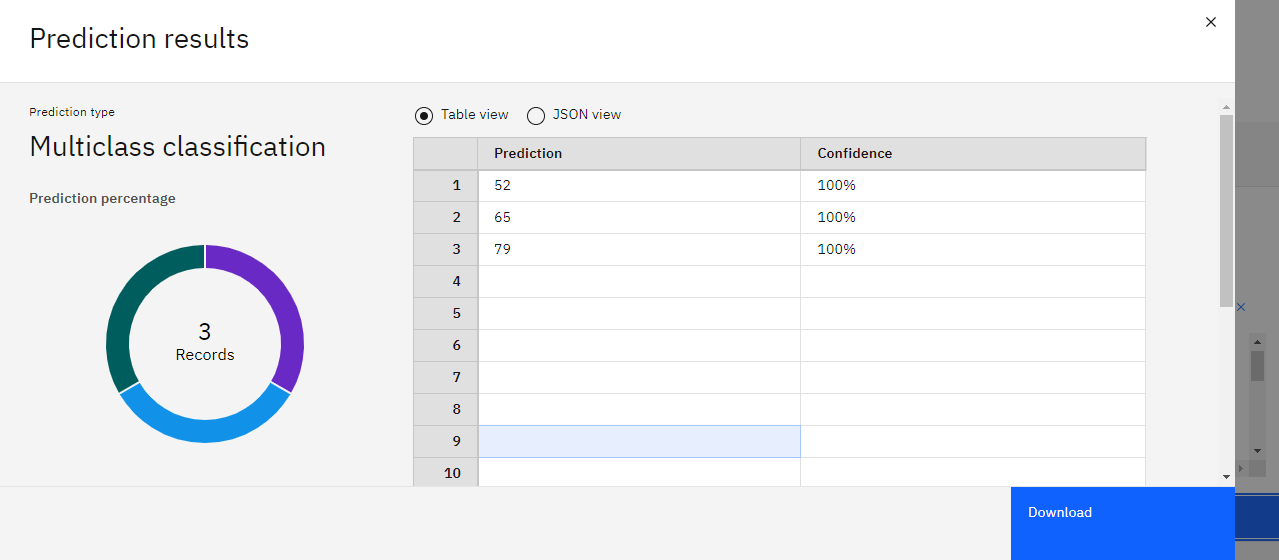 Prediction results
Prediction type
Multiclass classification
Prediction percentage
3
Records
Table view JSON view
Prediction Confidence
1 52 100%
2 65 100%
3 79 100%
4
5
6
7
8
9
10
Download